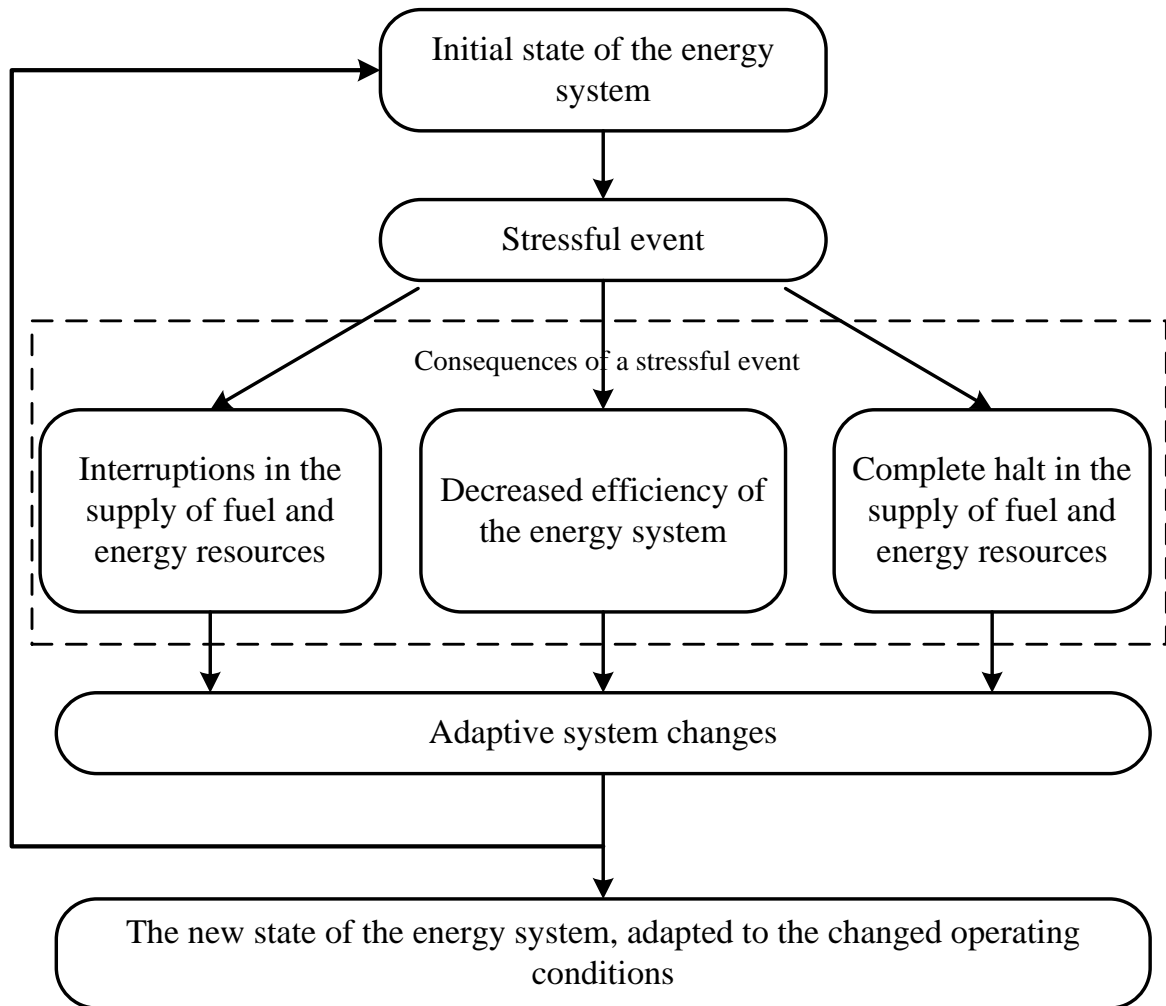 Initial state of the energy
system
Stressful event
Consequences of a stressful event
Interruptions in the
supply of fuel and
energy resources
Decreased efficiency of
the energy system
Complete halt in the
supply of fuel and
energy resources
Adaptive system changes
The new state of the energy system, adapted to the changed operating
conditions